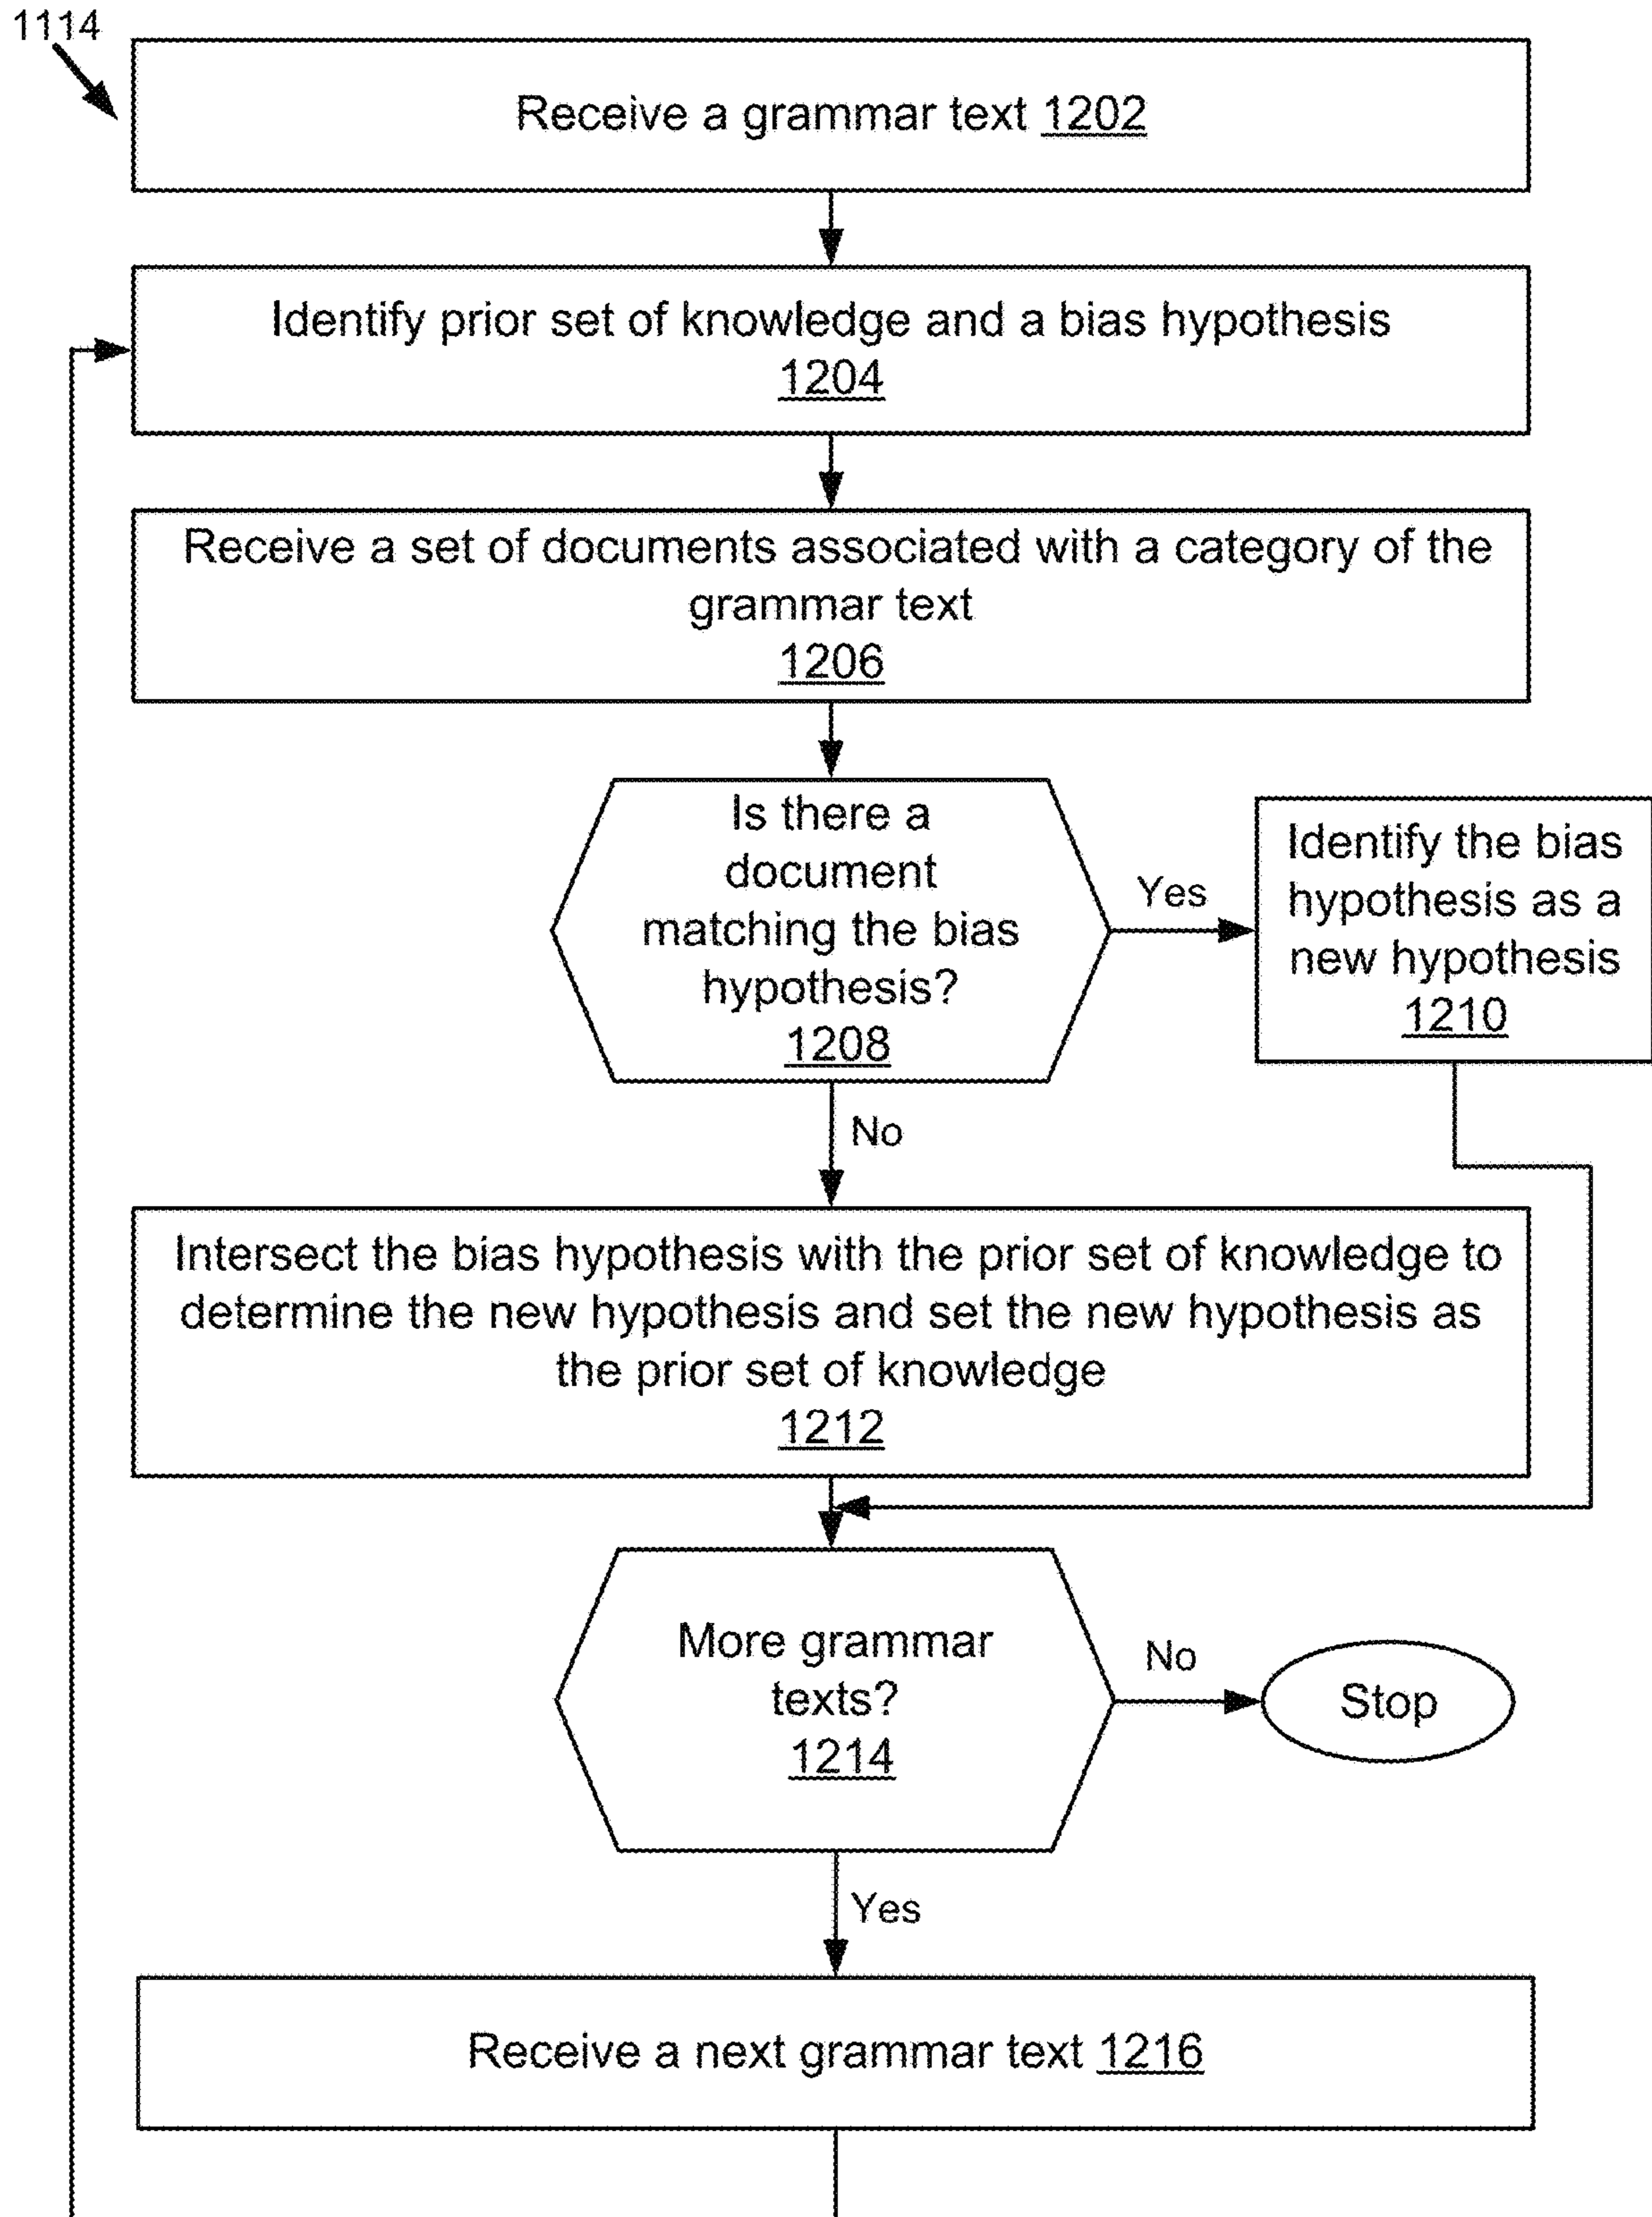 1114
Receive a grammar text 1202
Identify prior set of knowledge and a bias hypothesis
1204
Receive a set of documents associated with a category of the
grammar text
1206
Is there a
document
matching the bias
hypothesis?
1208
Yes
Identify the bias
hypothesis as a
new hypothesis
1210
No
Intersect the bias hypothesis with the prior set of knowledge to
determine the new hypothesis and set the new hypothesis as
the prior set of knowledge
1212
More grammar
texts?
1214
No
Stop
Yes
Receive a next grammar text 1216